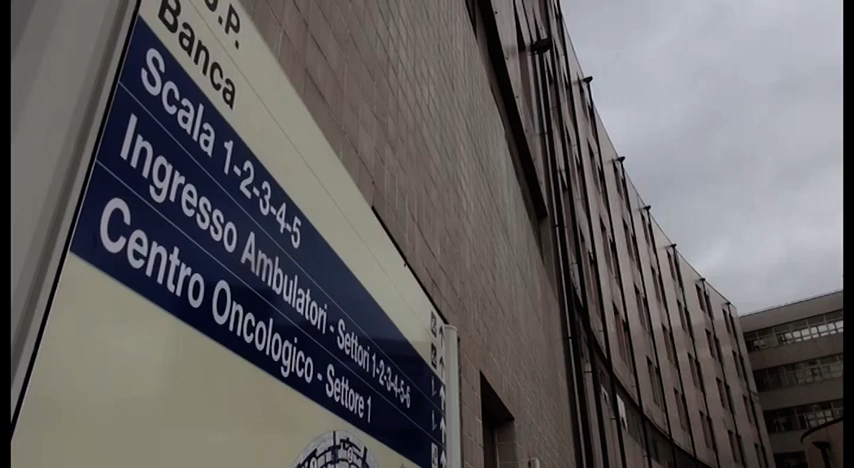 U.P.
Banca
Scala 1-2-3-4-5
Ingresso Ambulatori - Settori 1-2-3-4-5-6
Centro Oncologico - Settore 1